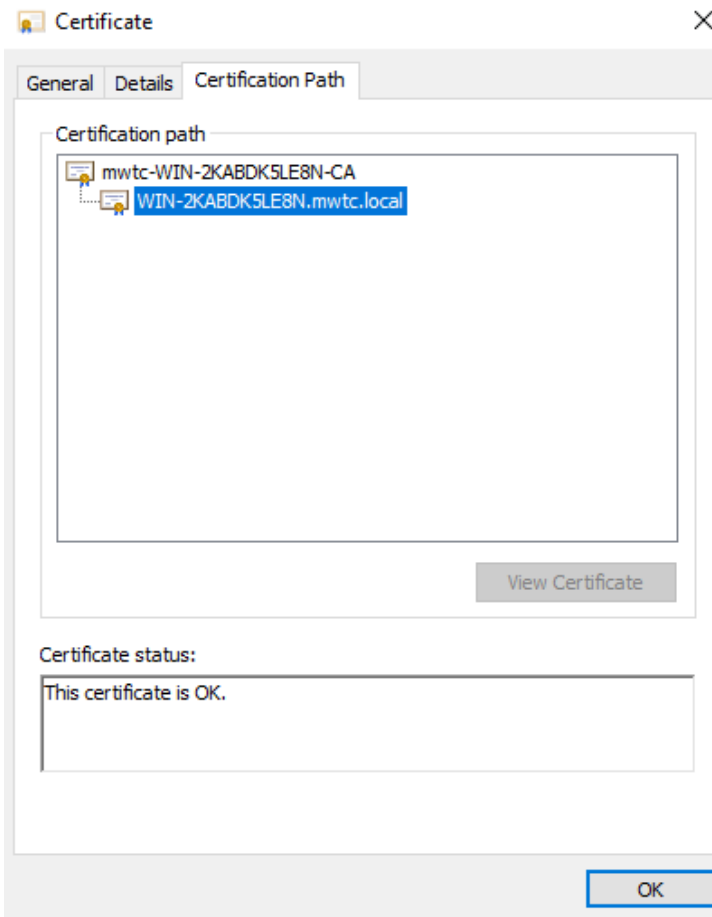 Certificate
General Details Certification Path
Certification path
mwtc-WIN-2KABDK5LE8N-CA
WIN-2KABDK5LE8N.mwtc.local
View Certificate
Certificate status:
This certificate is OK.
OK